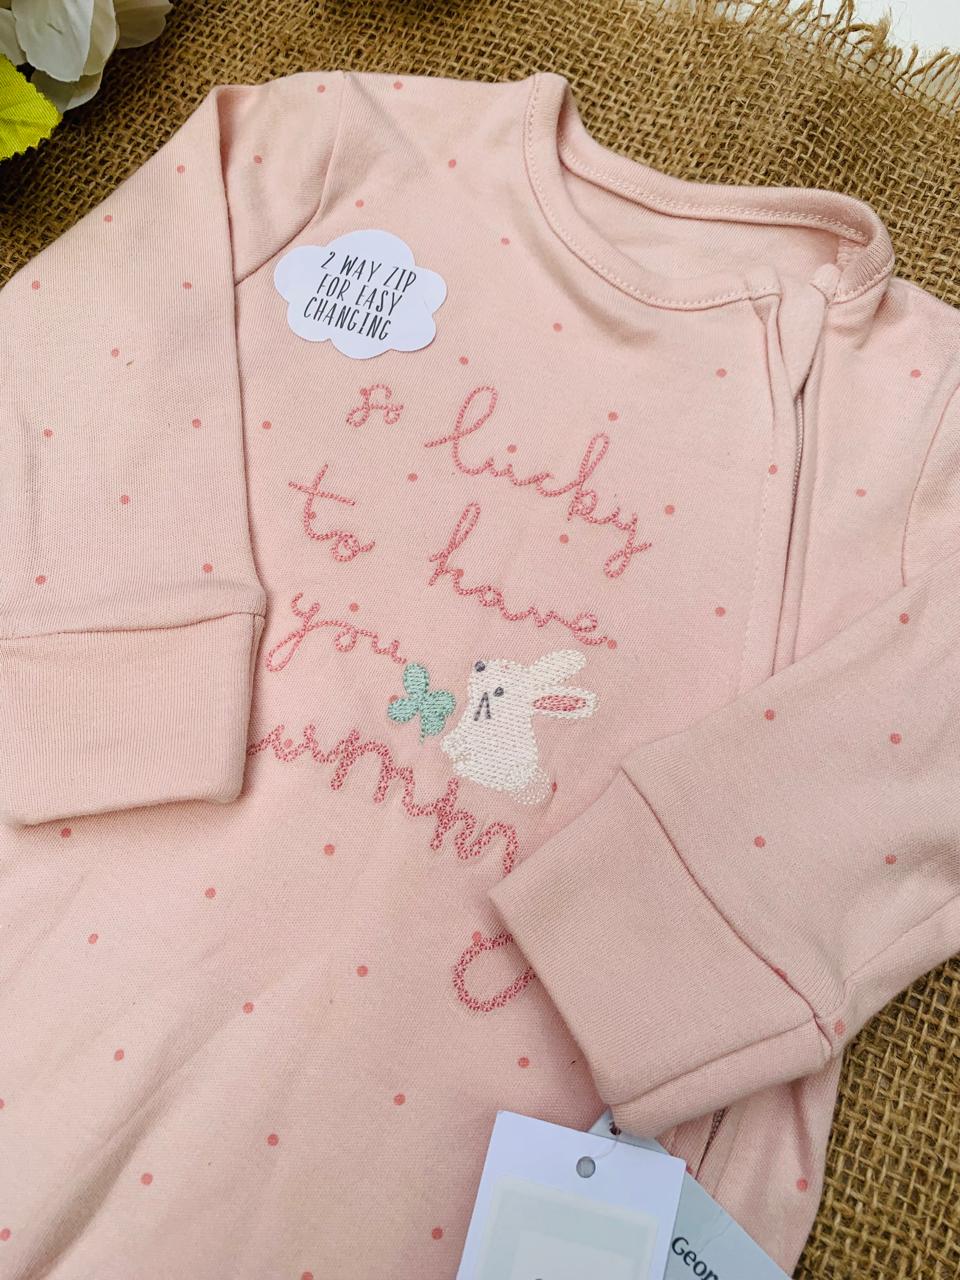 2 WAY ZIP
FOR EASY
CHANGING
so lucky
to have
you